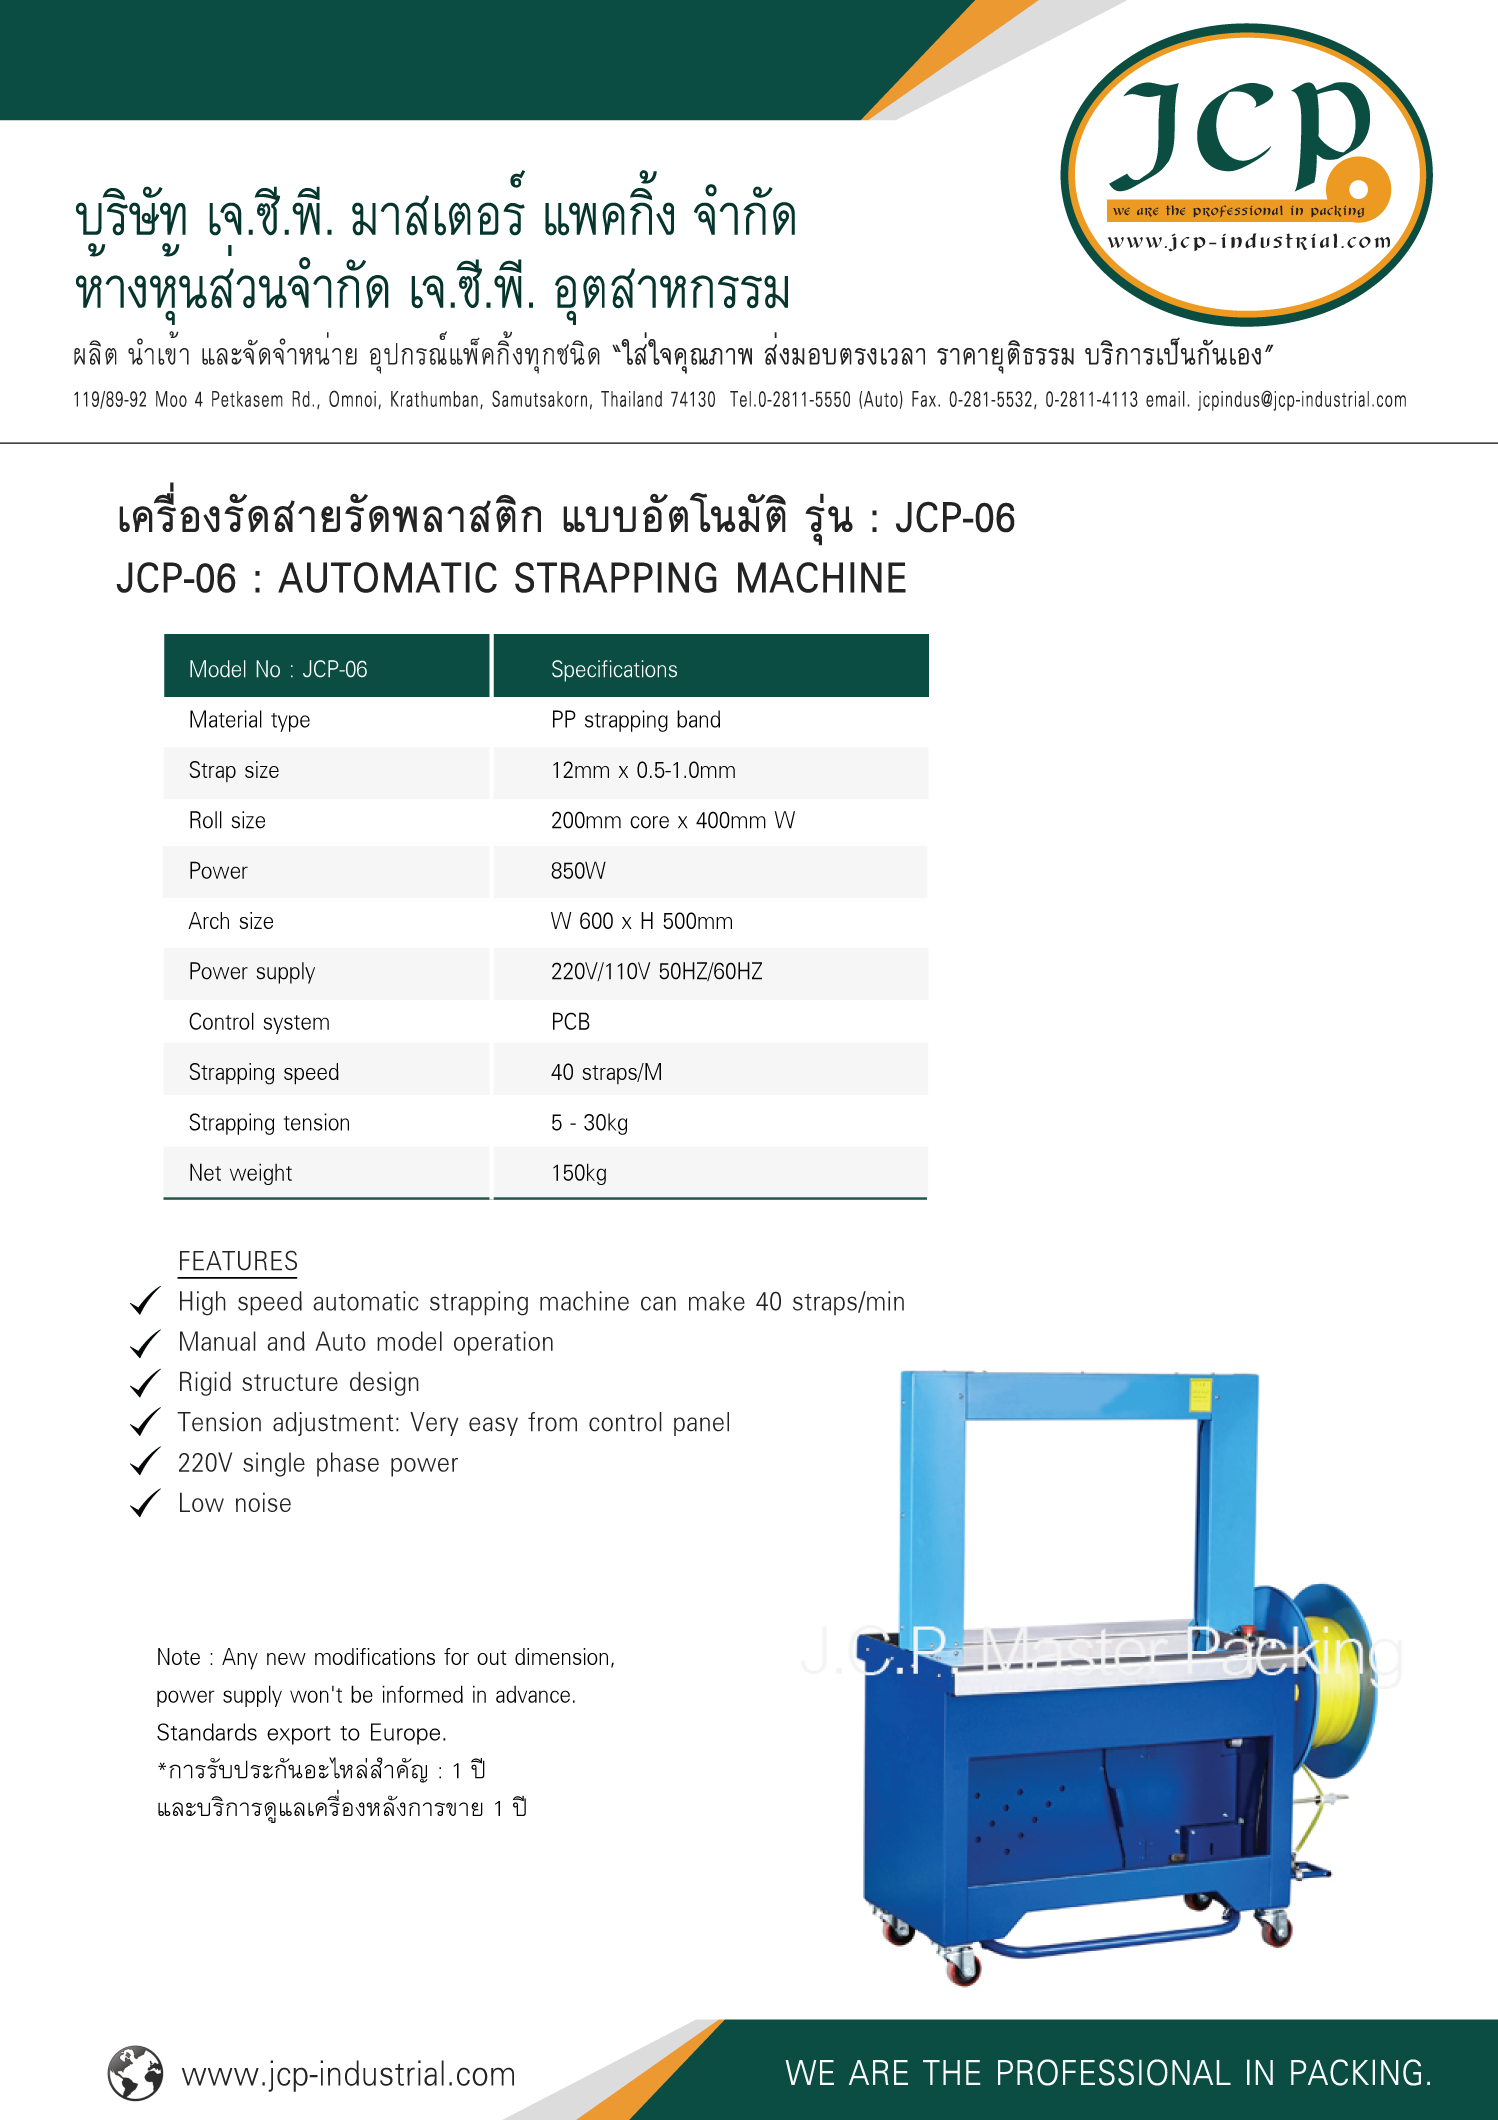 JCP
we are the professional in packing
www.jcp-industrial.com
บริษัท เจ.ซี.พี. มาสเตอร์ แพคกิ้ง จำกัด
ห้างหุ้นส่วนจำกัด เจ.ซี.พี. อุตสาหกรรม
ผลิต นำเข้า และจัดจำหน่าย อุปกรณ์แพ็คกิ้งทุกชนิด "ใส่ใจคุณภาพ ส่งมอบตรงเวลา ราคายุติธรรม บริการเป็นกันเอง"
119/89-92 Moo 4 Petkasem Rd., Omnoi, Krathumban, Samutsakorn, Thailand 74130 Tel.0-2811-5550 (Auto) Fax. 0-281-5532, 0-2811-4113 email. jcpindus@jcp-industrial.com
เครื่องรัดสายรัดพลาสติก แบบอัตโนมัติ รุ่น : JCP-06
JCP-06 : AUTOMATIC STRAPPING MACHINE
Model No : JCP-06 Specifications
Material type PP strapping band
Strap size 12mm x 0.5-1.0mm
Roll size 200mm core x 400mm W
Power 850W
Arch size W 600 x H 500mm
Power supply 220V/110V 50HZ/60HZ
Control system PCB
Strapping speed 40 straps/M
Strapping tension 5 - 30kg
Net weight 150kg
FEATURES
High speed automatic strapping machine can make 40 straps/min
Manual and Auto model operation
Rigid structure design
Tension adjustment: Very easy from control panel
220V single phase power
Low noise
Note : Any new modifications for out dimension,
power supply won't be informed in advance.
Standards export to Europe.
*การรับประกันอะไหล่สำคัญ : 1 ปี
และบริการดูแลเครื่องหลังการขาย 1 ปี
J.C.P. Master Packing
www.jcp-industrial.com
WE ARE THE PROFESSIONAL IN PACKING.